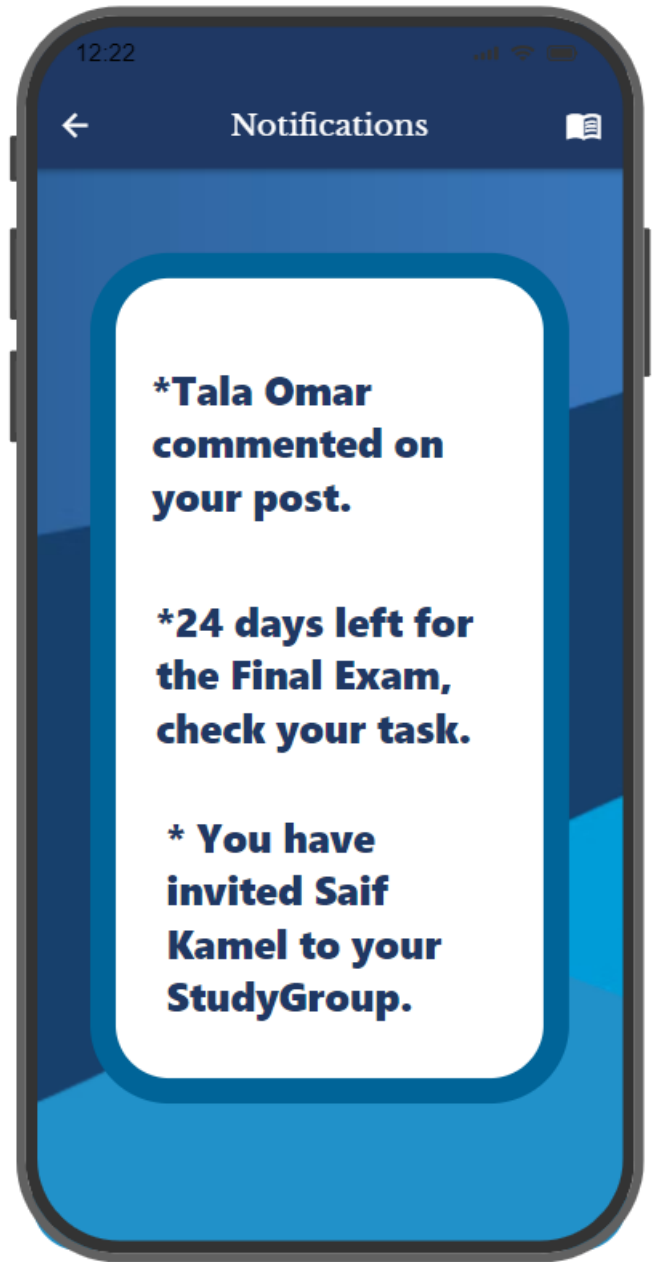 12:22
Notifications
*Tala Omar
commented on
your post.
*24 days left for
the Final Exam,
check your task.
* You have
invited Saif
Kamel to your
StudyGroup.